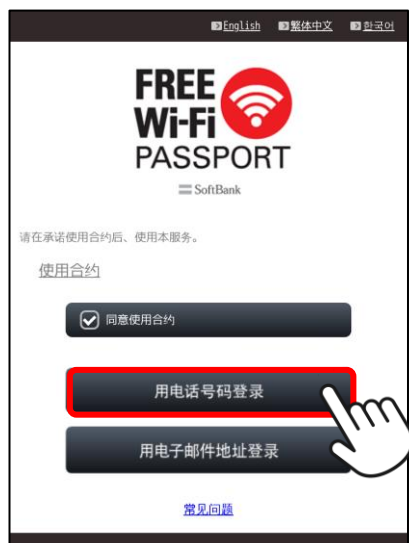 English 繁体中文 한국어
FREE
Wi-Fi
PASSPORT
SoftBank
请在承诺使用合约后、使用本服务。
使用合约
同意使用合约
用电话号码登录
用电子邮件地址登录
常见问题